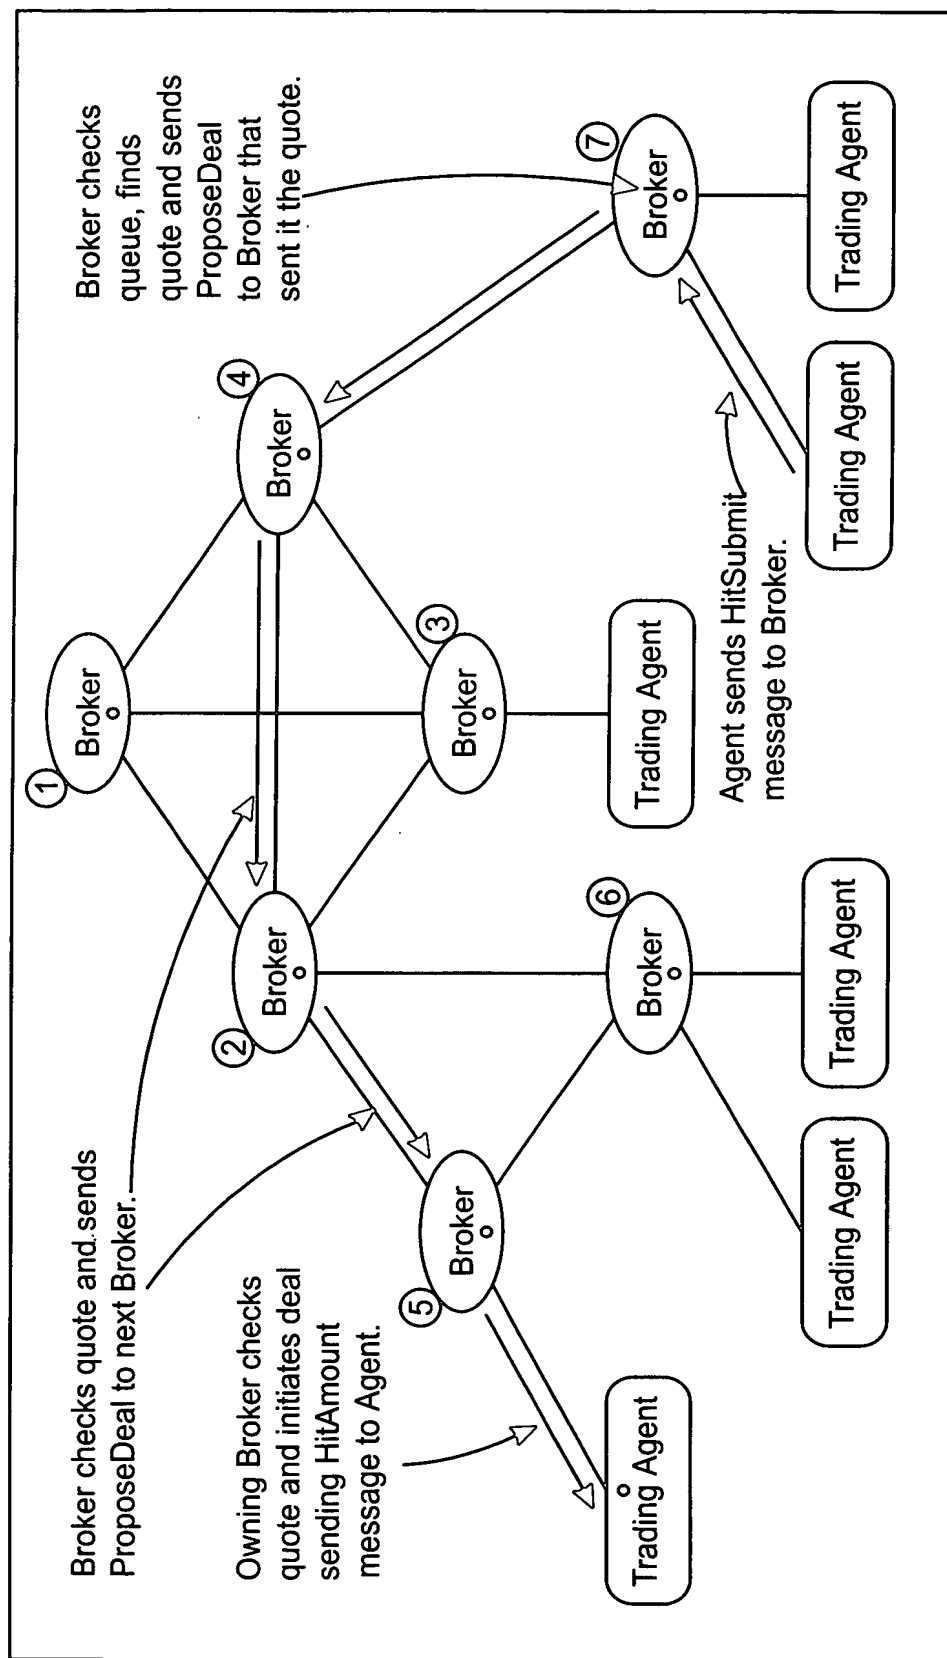 Broker checks quote and sends
ProposeDeal to next Broker.
Broker checks
queue, finds
quote and sends
ProposeDeal
to Broker that
sent it the quote.
Owning Broker checks
quote and initiates deal
sending HitAmount
message to Agent.
1
Broker
2
Broker
4
Broker
3
Broker
5
Broker
6
Broker
7
Broker
Agent sends HitSubmit
message to Broker.
Trading Agent
Trading Agent
Trading Agent
Trading Agent
Trading Agent
Trading Agent